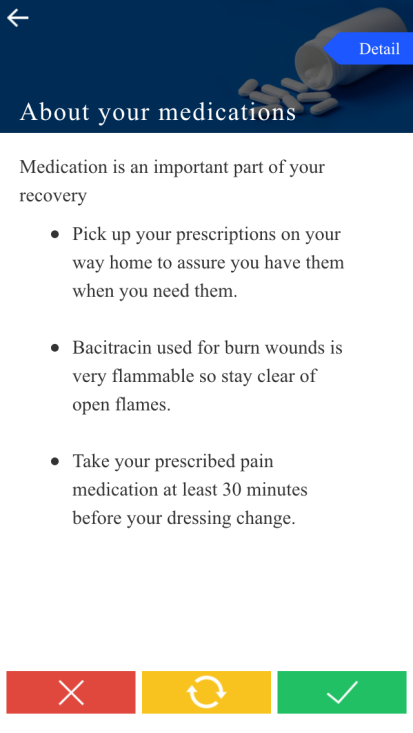 Detail
About your medications
Medication is an important part of your
recovery
Pick up your prescriptions on your
way home to assure you have them
when you need them.
Bacitracin used for burn wounds is
very flammable so stay clear of
open flames.
Take your prescribed pain
medication at least 30 minutes
before your dressing change.